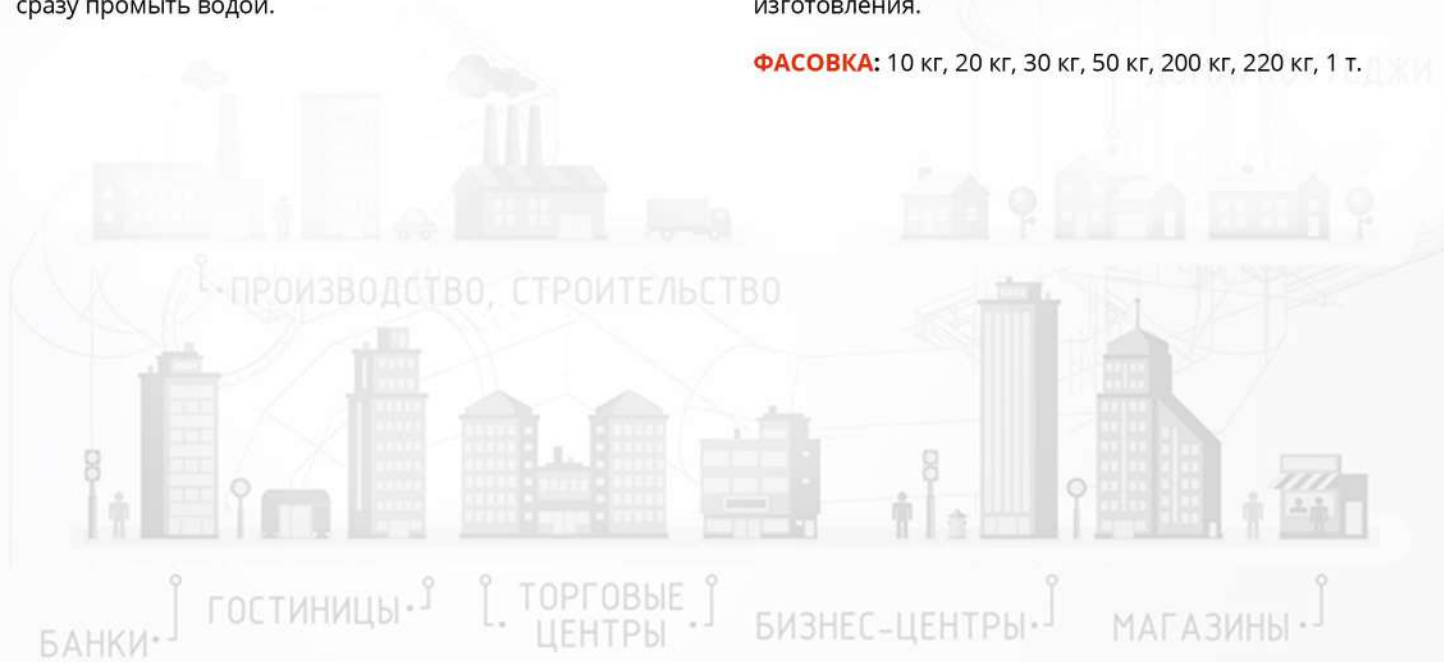 сразу промыть водой.
изготовления.
ФАСОВКА: 10 кг, 20 кг, 30 кг, 50 кг, 200 кг, 220 кг, 1 т.
ПРОИЗВОДСТВО, СТРОИТЕЛЬСТВО
БАНКИ
ГОСТИНИЦЫ
ТОРГОВЫЕ
ЦЕНТРЫ
БИЗНЕС-ЦЕНТРЫ
МАГАЗИНЫ